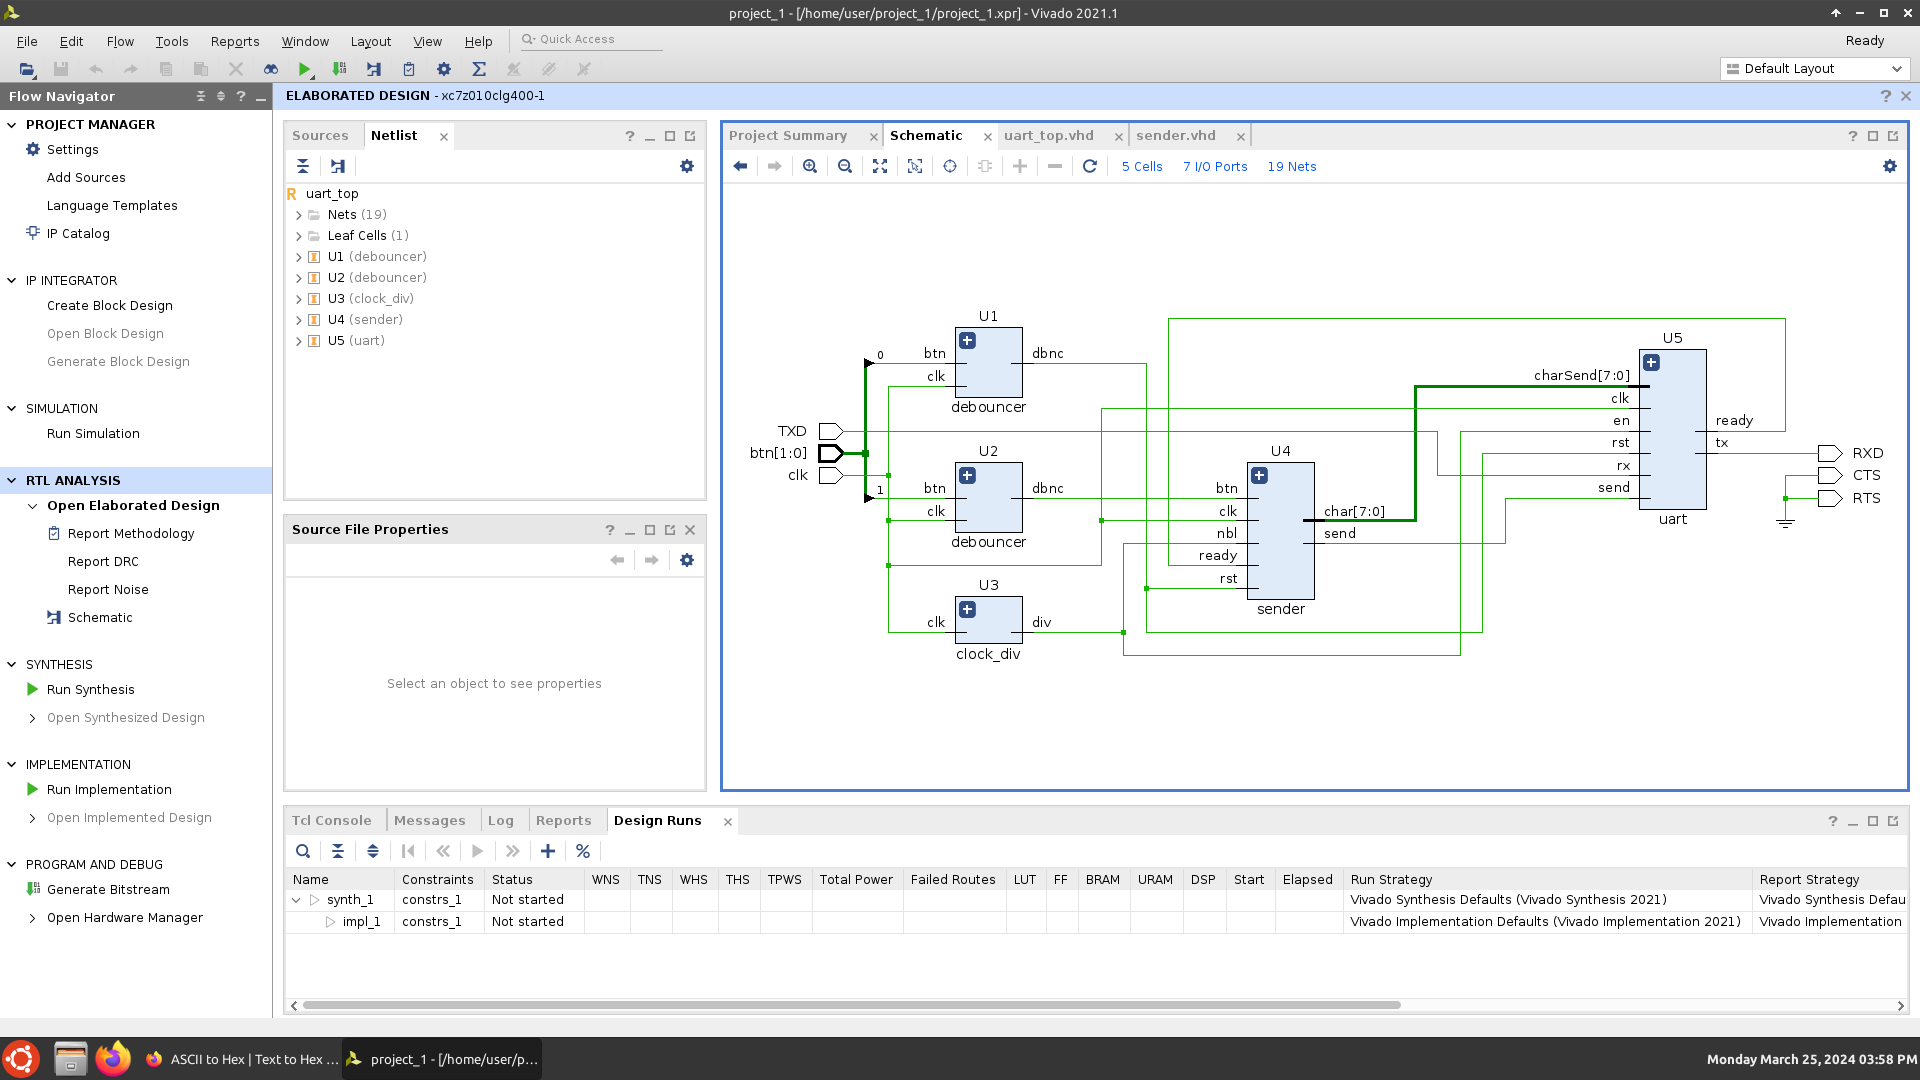 project_1 - [/home/user/project_1/project_1.xpr] - Vivado 2021.1
File Edit Flow Tools Reports Window Layout View Help Quick Access Ready
Default Layout
Flow Navigator
PROJECT MANAGER
Settings
Add Sources
Language Templates
IP Catalog
IP INTEGRATOR
Create Block Design
Open Block Design
Generate Block Design
SIMULATION
Run Simulation
RTL ANALYSIS
Open Elaborated Design
Report Methodology
Report DRC
Report Noise
Schematic
SYNTHESIS
Run Synthesis
Open Synthesized Design
IMPLEMENTATION
Run Implementation
Open Implemented Design
PROGRAM AND DEBUG
Generate Bitstream
Open Hardware Manager
ELABORATED DESIGN - xc7z010clg400-1
Sources Netlist
R uart_top
Nets (19)
Leaf Cells (1)
U1 (debouncer)
U2 (debouncer)
U3 (clock_div)
U4 (sender)
U5 (uart)
Source File Properties
Select an object to see properties
Project Summary Schematic uart_top.vhd sender.vhd
5 Cells 7 I/O Ports 19 Nets
TXD
btn[1:0]
clk
0
1
U1
btn
clk
dbnc
debouncer
U2
btn
clk
dbnc
debouncer
U3
clk
div
clock_div
U4
btn
clk
nbl
ready
rst
char[7:0]
send
sender
U5
charSend[7:0]
clk
en
rst
rx
send
ready
tx
uart
RXD
CTS
RTS
Tcl Console Messages Log Reports Design Runs
Name Constraints Status WNS TNS WHS THS TPWS Total Power Failed Routes LUT FF BRAM URAM DSP Start Elapsed Run Strategy Report Strategy
synth_1 constrs_1 Not started Vivado Synthesis Defaults (Vivado Synthesis 2021) Vivado Synthesis Defau
impl_1 constrs_1 Not started Vivado Implementation Defaults (Vivado Implementation 2021) Vivado Implementation
ASCII to Hex | Text to Hex ... project_1 - [/home/user/p... Monday March 25, 2024 03:58 PM